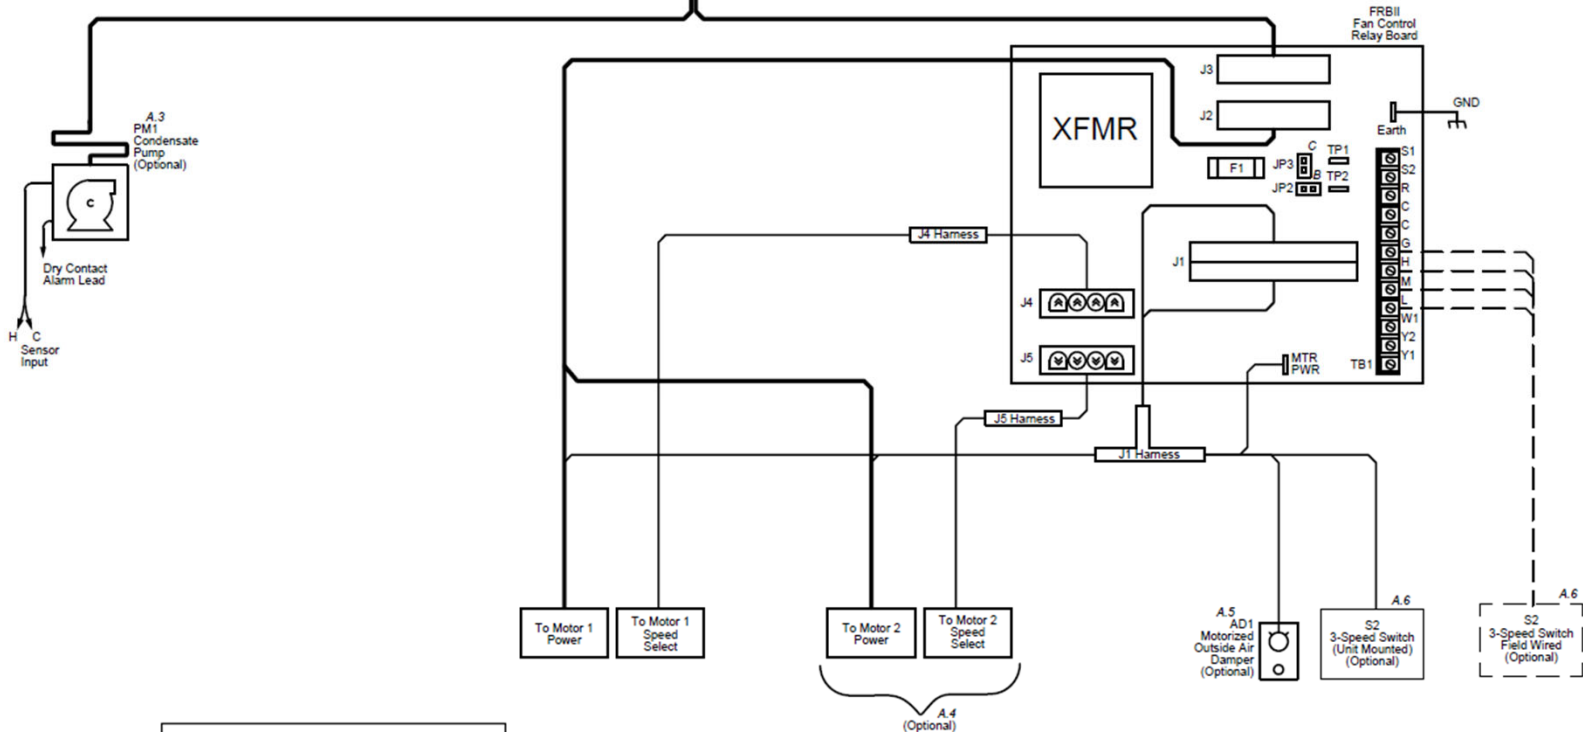 FRBII
Fan Control
Relay Board
J3
J2
XFMR
GND
Earth
A.3
PM1
Condensate
Pump
(Optional)
C
Dry Contact
Alarm Lead
H C
Sensor
Input
F1
JP3
C
TP1
JP2
B
TP2
S1
S2
R
C
C
G
H
M
L
W1
Y2
Y1
TB1
J4 Harness
J1
J4
J5
MTR
PWR
J5 Harness
J1 Harness
To Motor 1
Power
To Motor 1
Speed
Select
To Motor 2
Power
To Motor 2
Speed
Select
A.4
(Optional)
A.5
AD1
Motorized
Outside Air
Damper
(Optional)
A.6
S2
3-Speed Switch
(Unit Mounted)
(Optional)
A.6
S2
3-Speed Switch
Field Wired
(Optional)